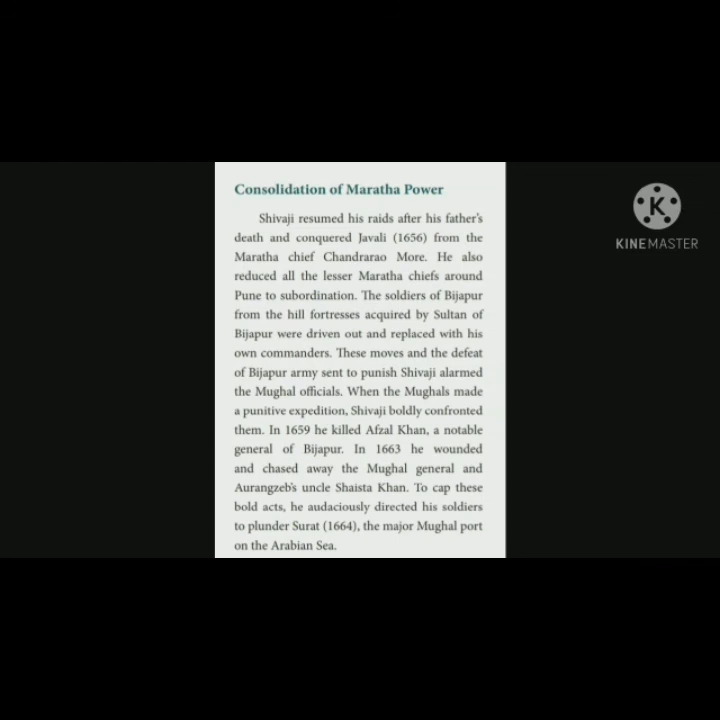 Consolidation of Maratha Power
Shivaji resumed his raids after his father's
death and conquered Javali (1656) from the
Maratha chief Chandrarao More. He also
reduced all the lesser Maratha chiefs around
Pune to subordination. The soldiers of Bijapur
from the hill fortresses acquired by Sultan of
Bijapur were driven out and replaced with his
own commanders. These moves and the defeat
of Bijapur army sent to punish Shivaji alarmed
the Mughal officials. When the Mughals made
a punitive expedition, Shivaji boldly confronted
them. In 1659 he killed Afzal Khan, a notable
general of Bijapur. In 1663 he wounded
and chased away the Mughal general and
Aurangzeb's uncle Shaista Khan. To cap these
bold acts, he audaciously directed his soldiers
to plunder Surat (1664), the major Mughal port
on the Arabian Sea.
K
KINEMASTER